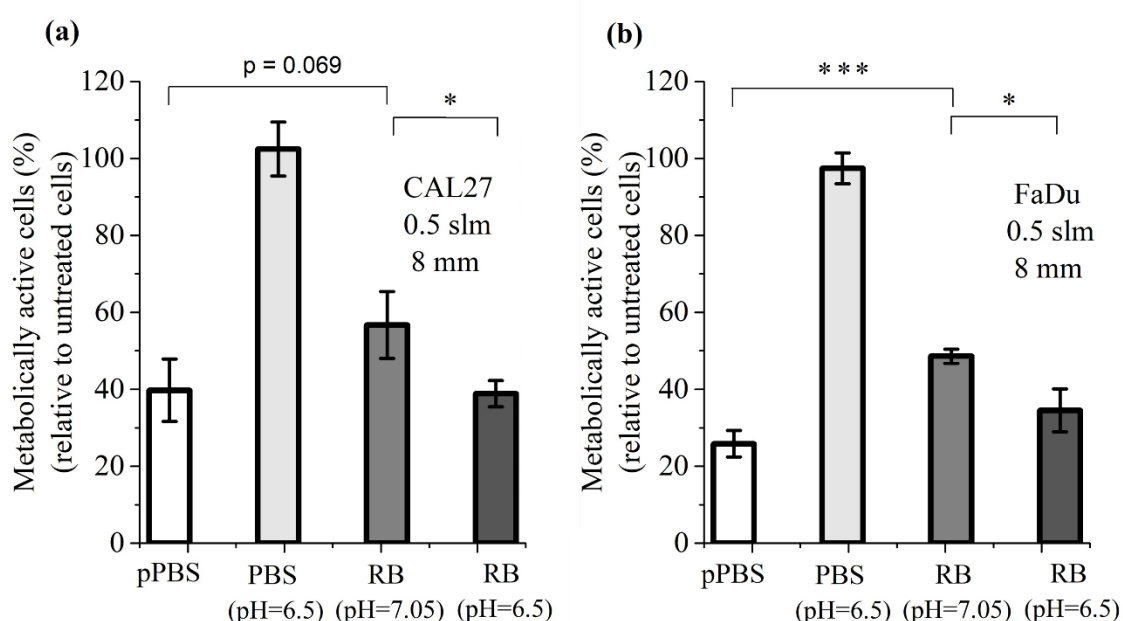 (a)
p = 0.069
*
120
100
80
60
40
20
0
Metabolically active cells (%)
(relative to untreated cells)
CAL27
0.5 slm
8 mm
pPBS
PBS
(pH=6.5)
RB
(pH=7.05)
RB
(pH=6.5)
(b)
***
*
120
100
80
60
40
20
0
Metabolically active cells (%)
(relative to untreated cells)
FaDu
0.5 slm
8 mm
pPBS
PBS
(pH=6.5)
RB
(pH=7.05)
RB
(pH=6.5)